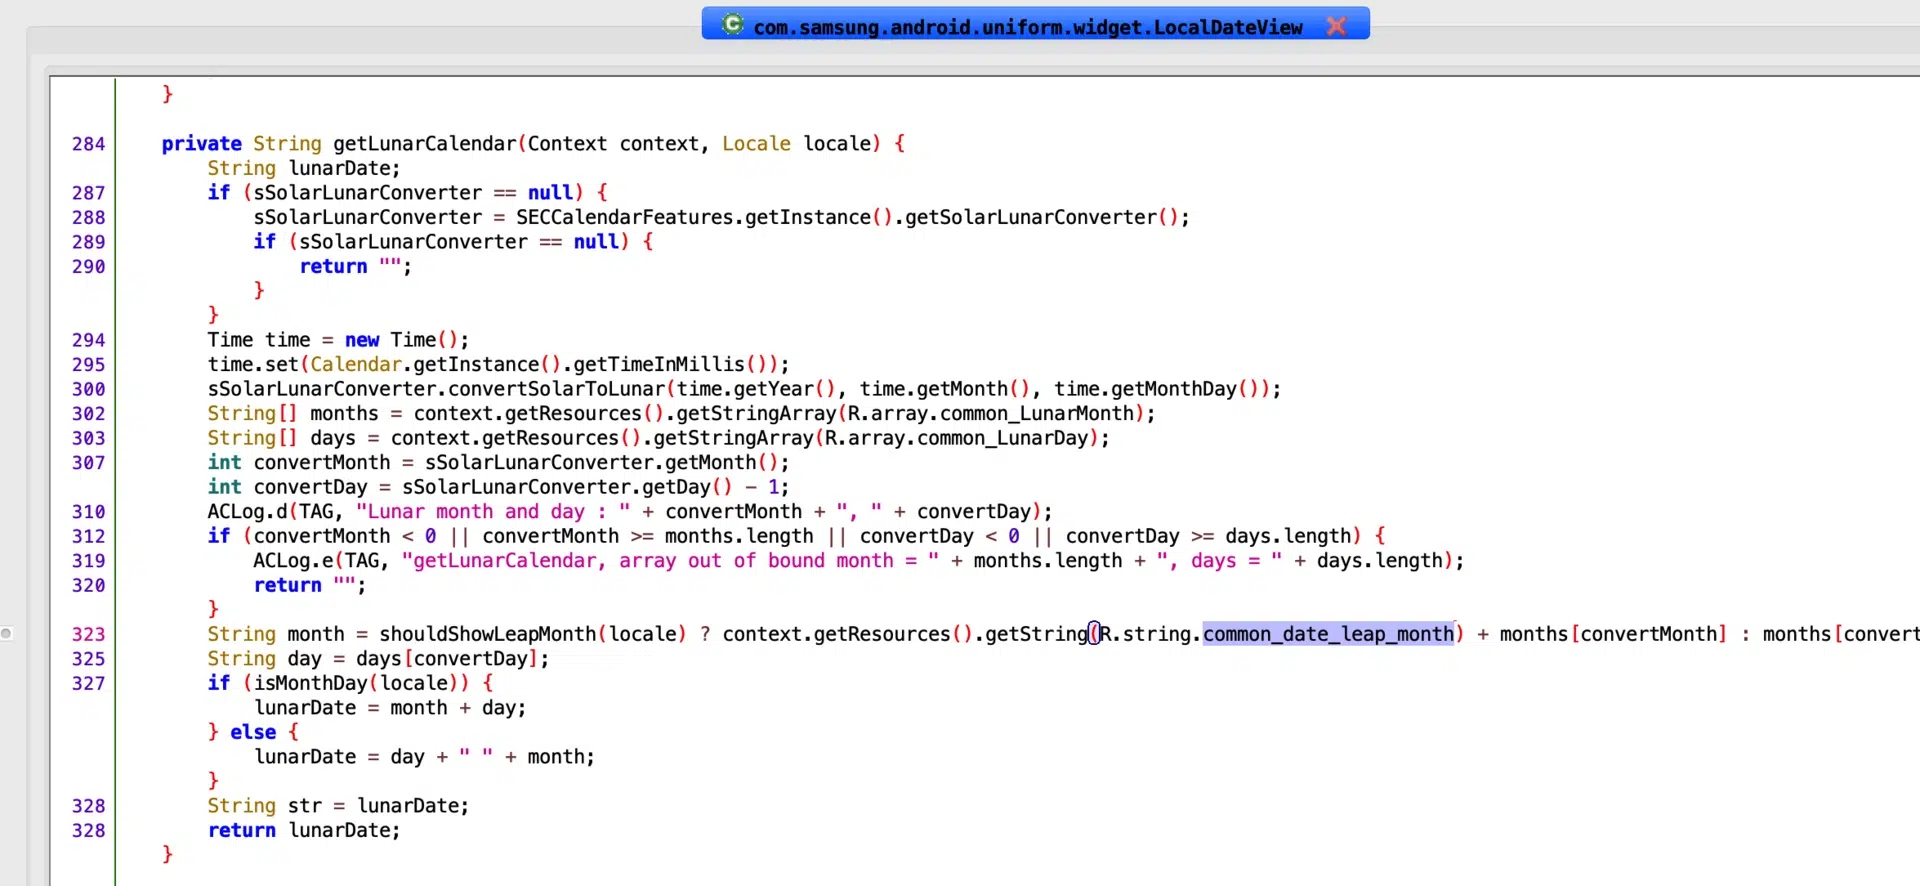 com.samsung.android.uniform.widget.LocalDateView
}
284 private String getLunarCalendar(Context context, Locale locale) {
String lunarDate;
287 if (sSolarLunarConverter == null) {
288 sSolarLunarConverter = SECCalendarFeatures.getInstance().getSolarLunarConverter();
289 if (sSolarLunarConverter == null) {
290 return "";
}
}
294 Time time = new Time();
295 time.set(Calendar.getInstance().getTimeInMillis());
300 sSolarLunarConverter.convertSolarToLunar(time.getYear(), time.getMonth(), time.getMonthDay());
302 String[] months = context.getResources().getStringArray(R.array.common_LunarMonth);
303 String[] days = context.getResources().getStringArray(R.array.common_LunarDay);
307 int convertMonth = sSolarLunarConverter.getMonth();
int convertDay = sSolarLunarConverter.getDay() - 1;
310 ACLog.d(TAG, "Lunar month and day : " + convertMonth + ", " + convertDay);
312 if (convertMonth < 0 || convertMonth >= months.length || convertDay < 0 || convertDay >= days.length) {
319 ACLog.e(TAG, "getLunarCalendar, array out of bound month = " + months.length + ", days = " + days.length);
320 return "";
}
323 String month = shouldShowLeapMonth(locale) ? context.getResources().getString(R.string.common_date_leap_month) + months[convertMonth] : months[convert
325 String day = days[convertDay];
327 if (isMonthDay(locale)) {
lunarDate = month + day;
} else {
lunarDate = day + " " + month;
}
328 String str = lunarDate;
328 return lunarDate;
}